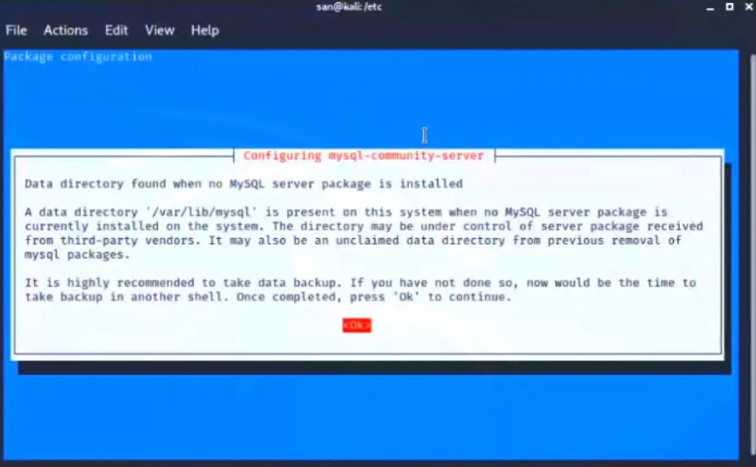 san@kali: /etc
File Actions Edit View Help
Package configuration
Configuring mysql-community-server
Data directory found when no MySQL server package is installed
A data directory '/var/lib/mysql' is present on this system when no MySQL server package is
currently installed on the system. The directory may be under control of server package received
from third-party vendors. It may also be an unclaimed data directory from previous removal of
mysql packages.
It is highly recommended to take data backup. If you have not done so, now would be the time to
take backup in another shell. Once completed, press 'Ok' to continue.
<Ok>